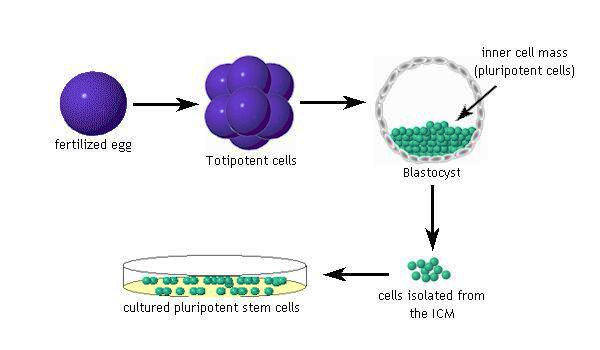 inner cell mass
(pluripotent cells)
fertilized egg
Totipotent cells
Blastocyst
cultured pluripotent stem cells
cells isolated from
the ICM